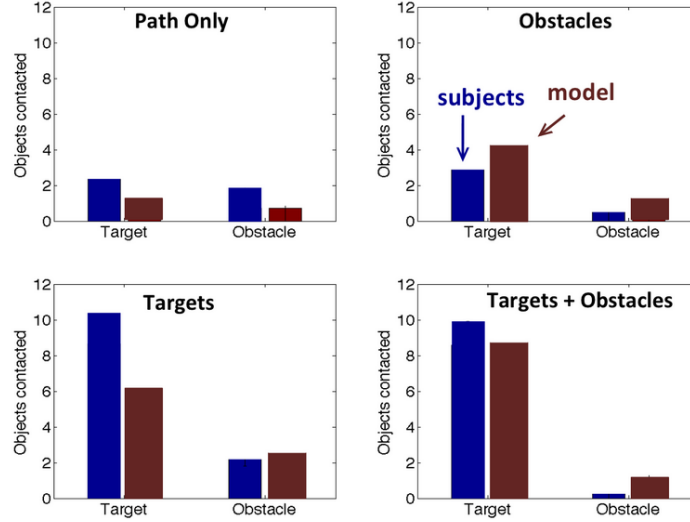 Path Only
12
10
8
6
4
2
0
Objects contacted
Target Obstacle
Obstacles
12
10
8
6
4
2
0
Objects contacted
subjects
model
Target Obstacle
Targets
12
10
8
6
4
2
0
Objects contacted
Target Obstacle
Targets + Obstacles
12
10
8
6
4
2
0
Objects contacted
Target Obstacle